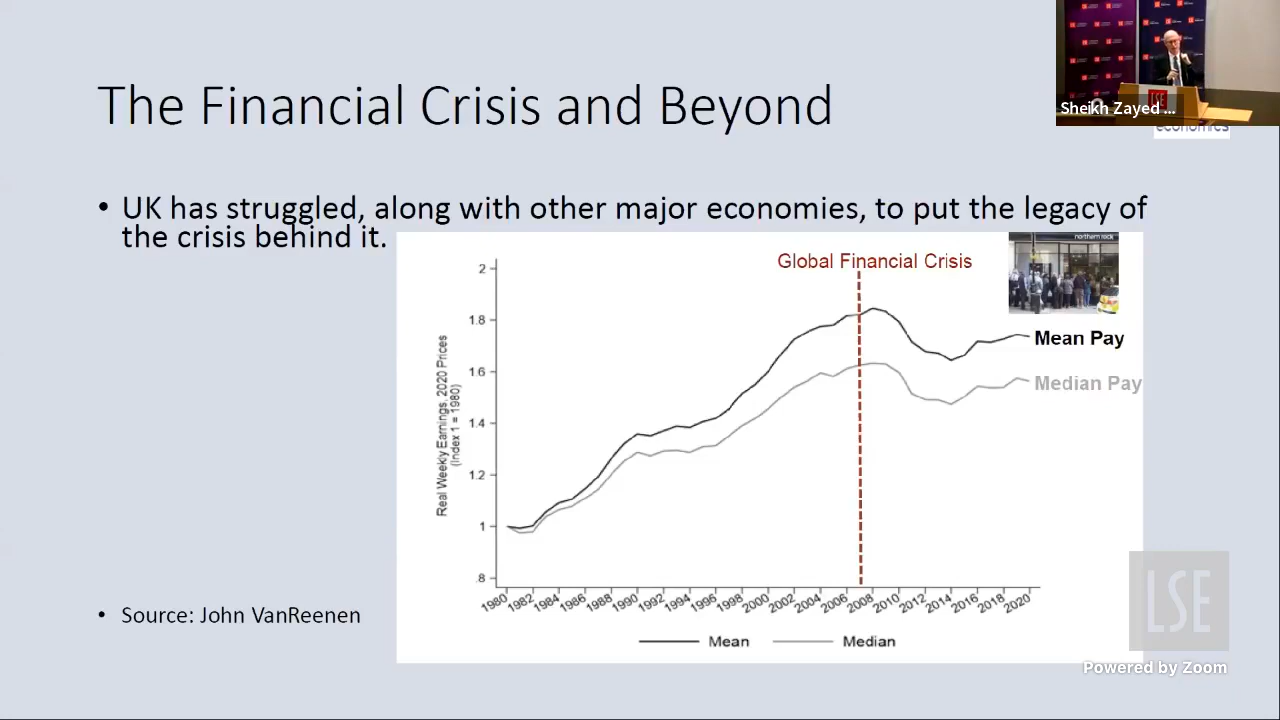 The Financial Crisis and Beyond
Sheikh Zayed ...
LSE
economics
• UK has struggled, along with other major economies, to put the legacy of
the crisis behind it.
Global Financial Crisis
northern rock
Mean Pay
Median Pay
Real Weekly Earnings, 2020 Prices
(Index 1 = 1980)
2
1.8
1.6
1.4
1.2
1
.8
1980 1982 1984 1986 1988 1990 1992 1994 1996 1998 2000 2002 2004 2006 2008 2010 2012 2014 2016 2018 2020
Mean Median
• Source: John VanReenen
LSE
Powered by Zoom